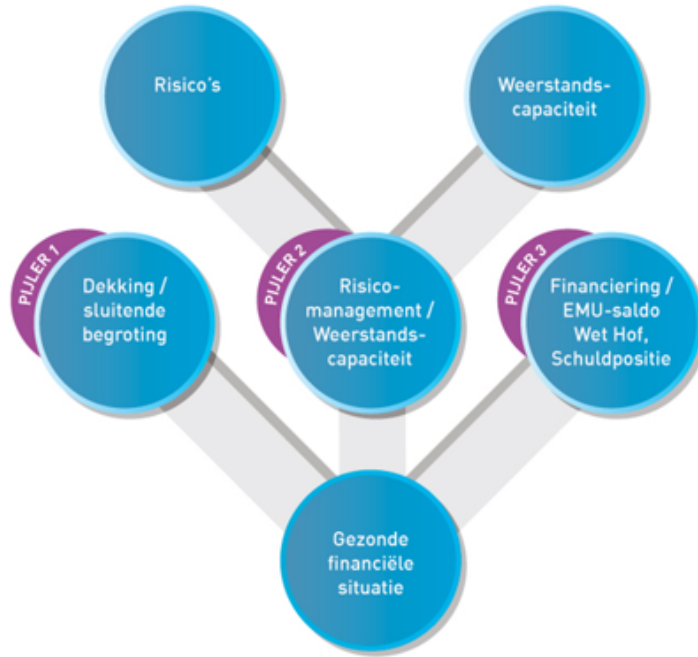 Risico's
Weerstands-
capaciteit
PIJLER 1
Dekking /
sluitende
begroting
PIJLER 2
Risico-
management /
Weerstands-
capaciteit
PIJLER 3
Financiering /
EMU-saldo
Wet Hof,
Schuldpositie
Gezonde
financiële
situatie